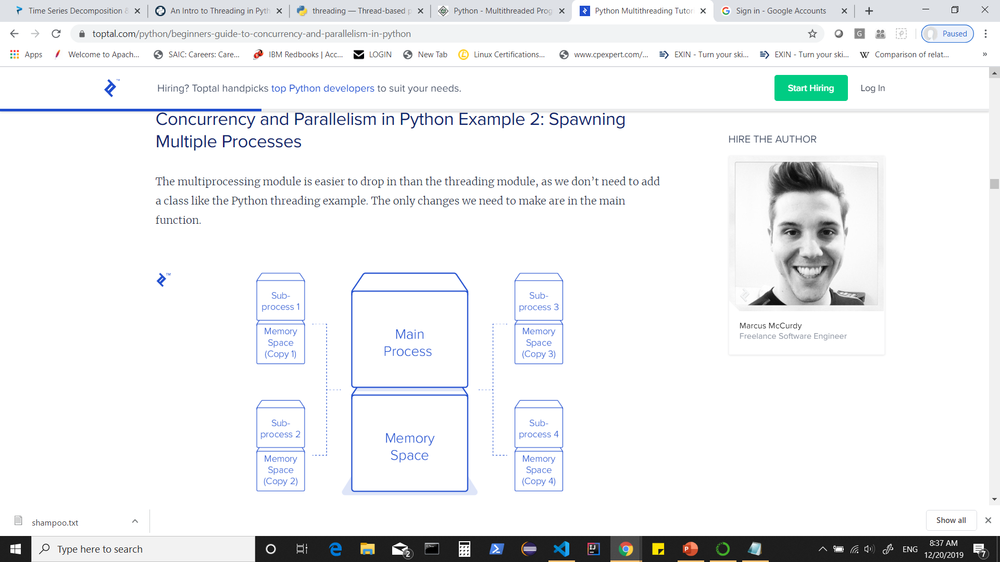 Time Series Decomposition &
An Intro to Threading in Pyth
threading — Thread-based p
Python - Multithreaded Prog
Python Multithreading Tutori
Sign in - Google Accounts
toptal.com/python/beginners-guide-to-concurrency-and-parallelism-in-python
Paused
Apps
Welcome to Apach...
SAIC: Careers: Care...
IBM Redbooks | Acc...
LOGIN
New Tab
Linux Certifications...
www.cpexpert.com/...
EXIN - Turn your ski...
EXIN - Turn your ski...
Comparison of relat...
»
Hiring? Toptal handpicks top Python developers to suit your needs.
Start Hiring
Log In
Concurrency and Parallelism in Python Example 2: Spawning
Multiple Processes
The multiprocessing module is easier to drop in than the threading module, as we don’t need to add
a class like the Python threading example. The only changes we need to make are in the main
function.
HIRE THE AUTHOR
Marcus McCurdy
Freelance Software Engineer
TM
Sub-
process 1
Memory
Space
(Copy 1)
Sub-
process 2
Memory
Space
(Copy 2)
Main
Process
Memory
Space
Sub-
process 3
Memory
Space
(Copy 3)
Sub-
process 4
Memory
Space
(Copy 4)
shampoo.txt
Show all
Type here to search
2
ENG
8:37 AM
12/20/2019
7